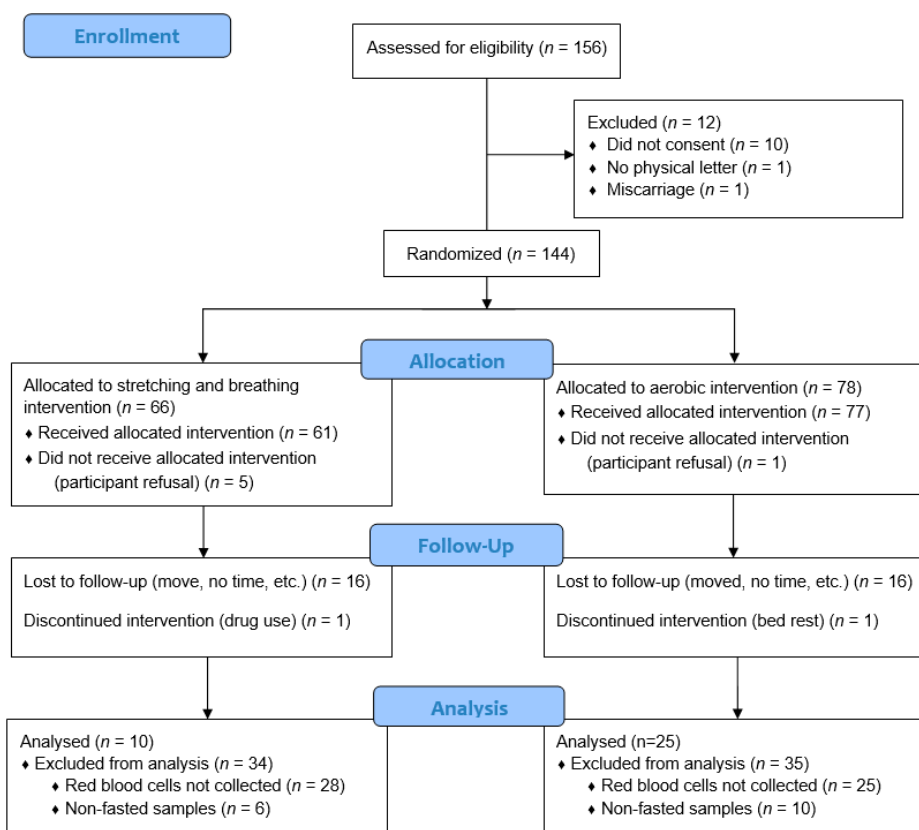 Enrollment
Assessed for eligibility (n = 156)
Excluded (n = 12)
♦ Did not consent (n = 10)
♦ No physical letter (n = 1)
♦ Miscarriage (n = 1)
Randomized (n = 144)
Allocation
Allocated to stretching and breathing
intervention (n = 66)
♦ Received allocated intervention (n = 61)
♦ Did not receive allocated intervention
(participant refusal) (n = 5)
Allocated to aerobic intervention (n = 78)
♦ Received allocated intervention (n = 77)
♦ Did not receive allocated intervention
(participant refusal) (n = 1)
Follow-Up
Lost to follow-up (move, no time, etc.) (n = 16)
Discontinued intervention (drug use) (n = 1)
Lost to follow-up (moved, no time, etc.) (n = 16)
Discontinued intervention (bed rest) (n = 1)
Analysis
Analysed (n = 10)
♦ Excluded from analysis (n = 34)
♦ Red blood cells not collected (n = 28)
♦ Non-fasted samples (n = 6)
Analysed (n=25)
♦ Excluded from analysis (n = 35)
♦ Red blood cells not collected (n = 25)
♦ Non-fasted samples (n = 10)